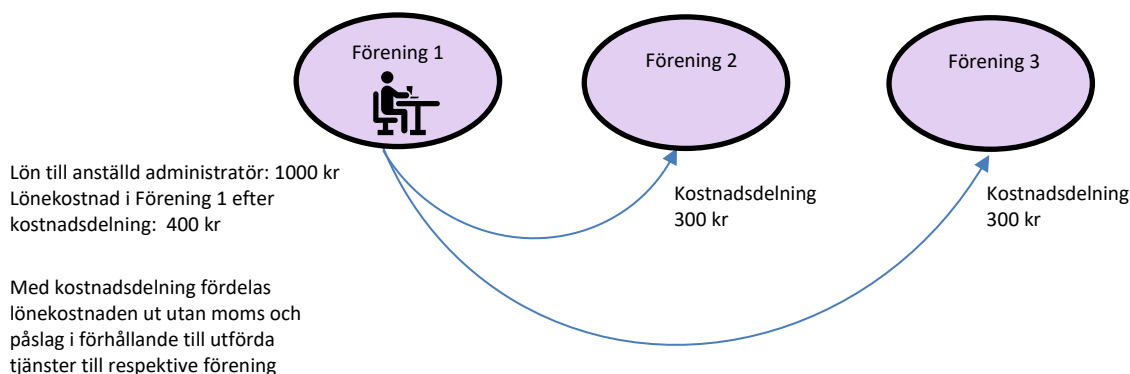 Förening 1
Förening 2
Förening 3
Lön till anställd administratör: 1000 kr
Lönekostnad i Förening 1 efter
kostnadsdelning:  400 kr
Kostnadsdelning
300 kr
Kostnadsdelning
300 kr
Med kostnadsdelning fördelas
lönekostnaden ut utan moms och
påslag i förhållande till utförda
tjänster till respektive förening